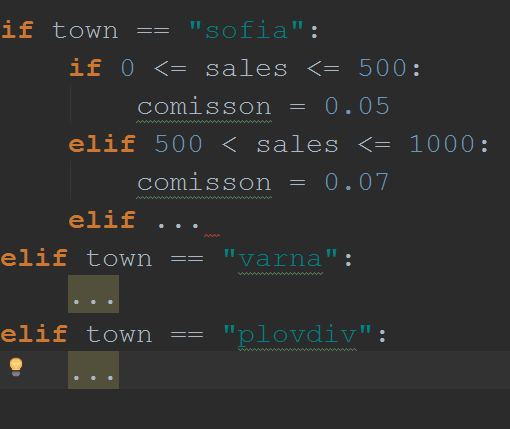 if town == "sofia":
    if 0 <= sales <= 500:
        comisson = 0.05
    elif 500 < sales <= 1000:
        comisson = 0.07
    elif ...
elif town == "varna":
    ...
elif town == "plovdiv":
    ...